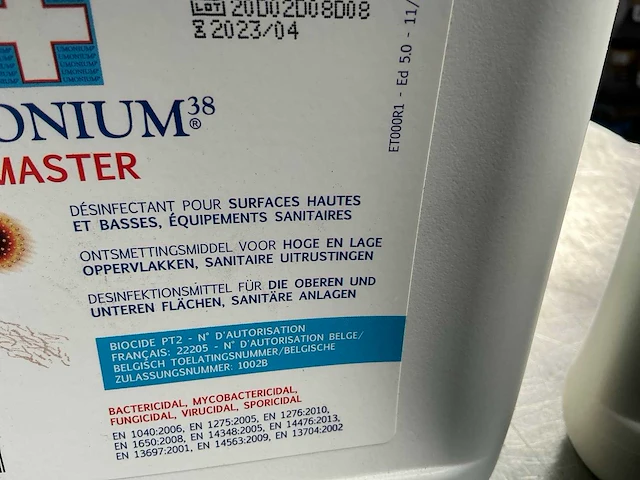 LOT 20D02D08D08
2023/04
ET000R1 - Ed 5.0 - 11/
UMONIUM
ONIUM38®
MASTER
DÉSINFECTANT POUR SURFACES HAUTES
ET BASSES, ÉQUIPEMENTS SANITAIRES
ONTSMETTINGSMIDDEL VOOR HOGE EN LAGE
OPPERVLAKKEN, SANITAIRE UITRUSTINGEN
DESINFEKTIONSMITTEL FÜR DIE OBEREN UND
UNTEREN FLÄCHEN, SANITÄRE ANLAGEN
BIOCIDE PT2 - N° D'AUTORISATION
FRANÇAIS: 22205 - N° D'AUTORISATION BELGE/
BELGISCH TOELATINGSNUMMER/BELGISCHE
ZULASSUNGSNUMMER: 1002B
BACTERICIDAL, MYCOBACTERICIDAL,
FUNGICIDAL, VIRUCIDAL, SPORICIDAL
EN 1040:2006, EN 1275:2005, EN 1276:2010,
EN 1650:2008, EN 14348:2005, EN 14476:2013,
EN 13697:2001, EN 14563:2009, EN 13704:2002